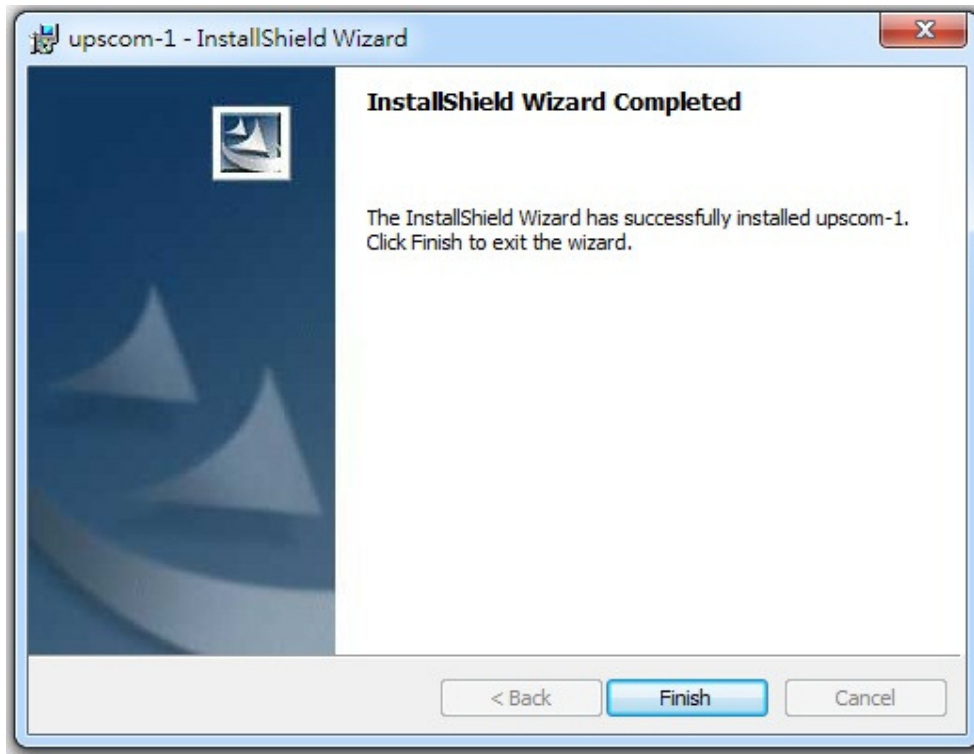 upscom-1 - InstallShield Wizard
InstallShield Wizard Completed
The InstallShield Wizard has successfully installed upscom-1.
Click Finish to exit the wizard.
< Back
Finish
Cancel